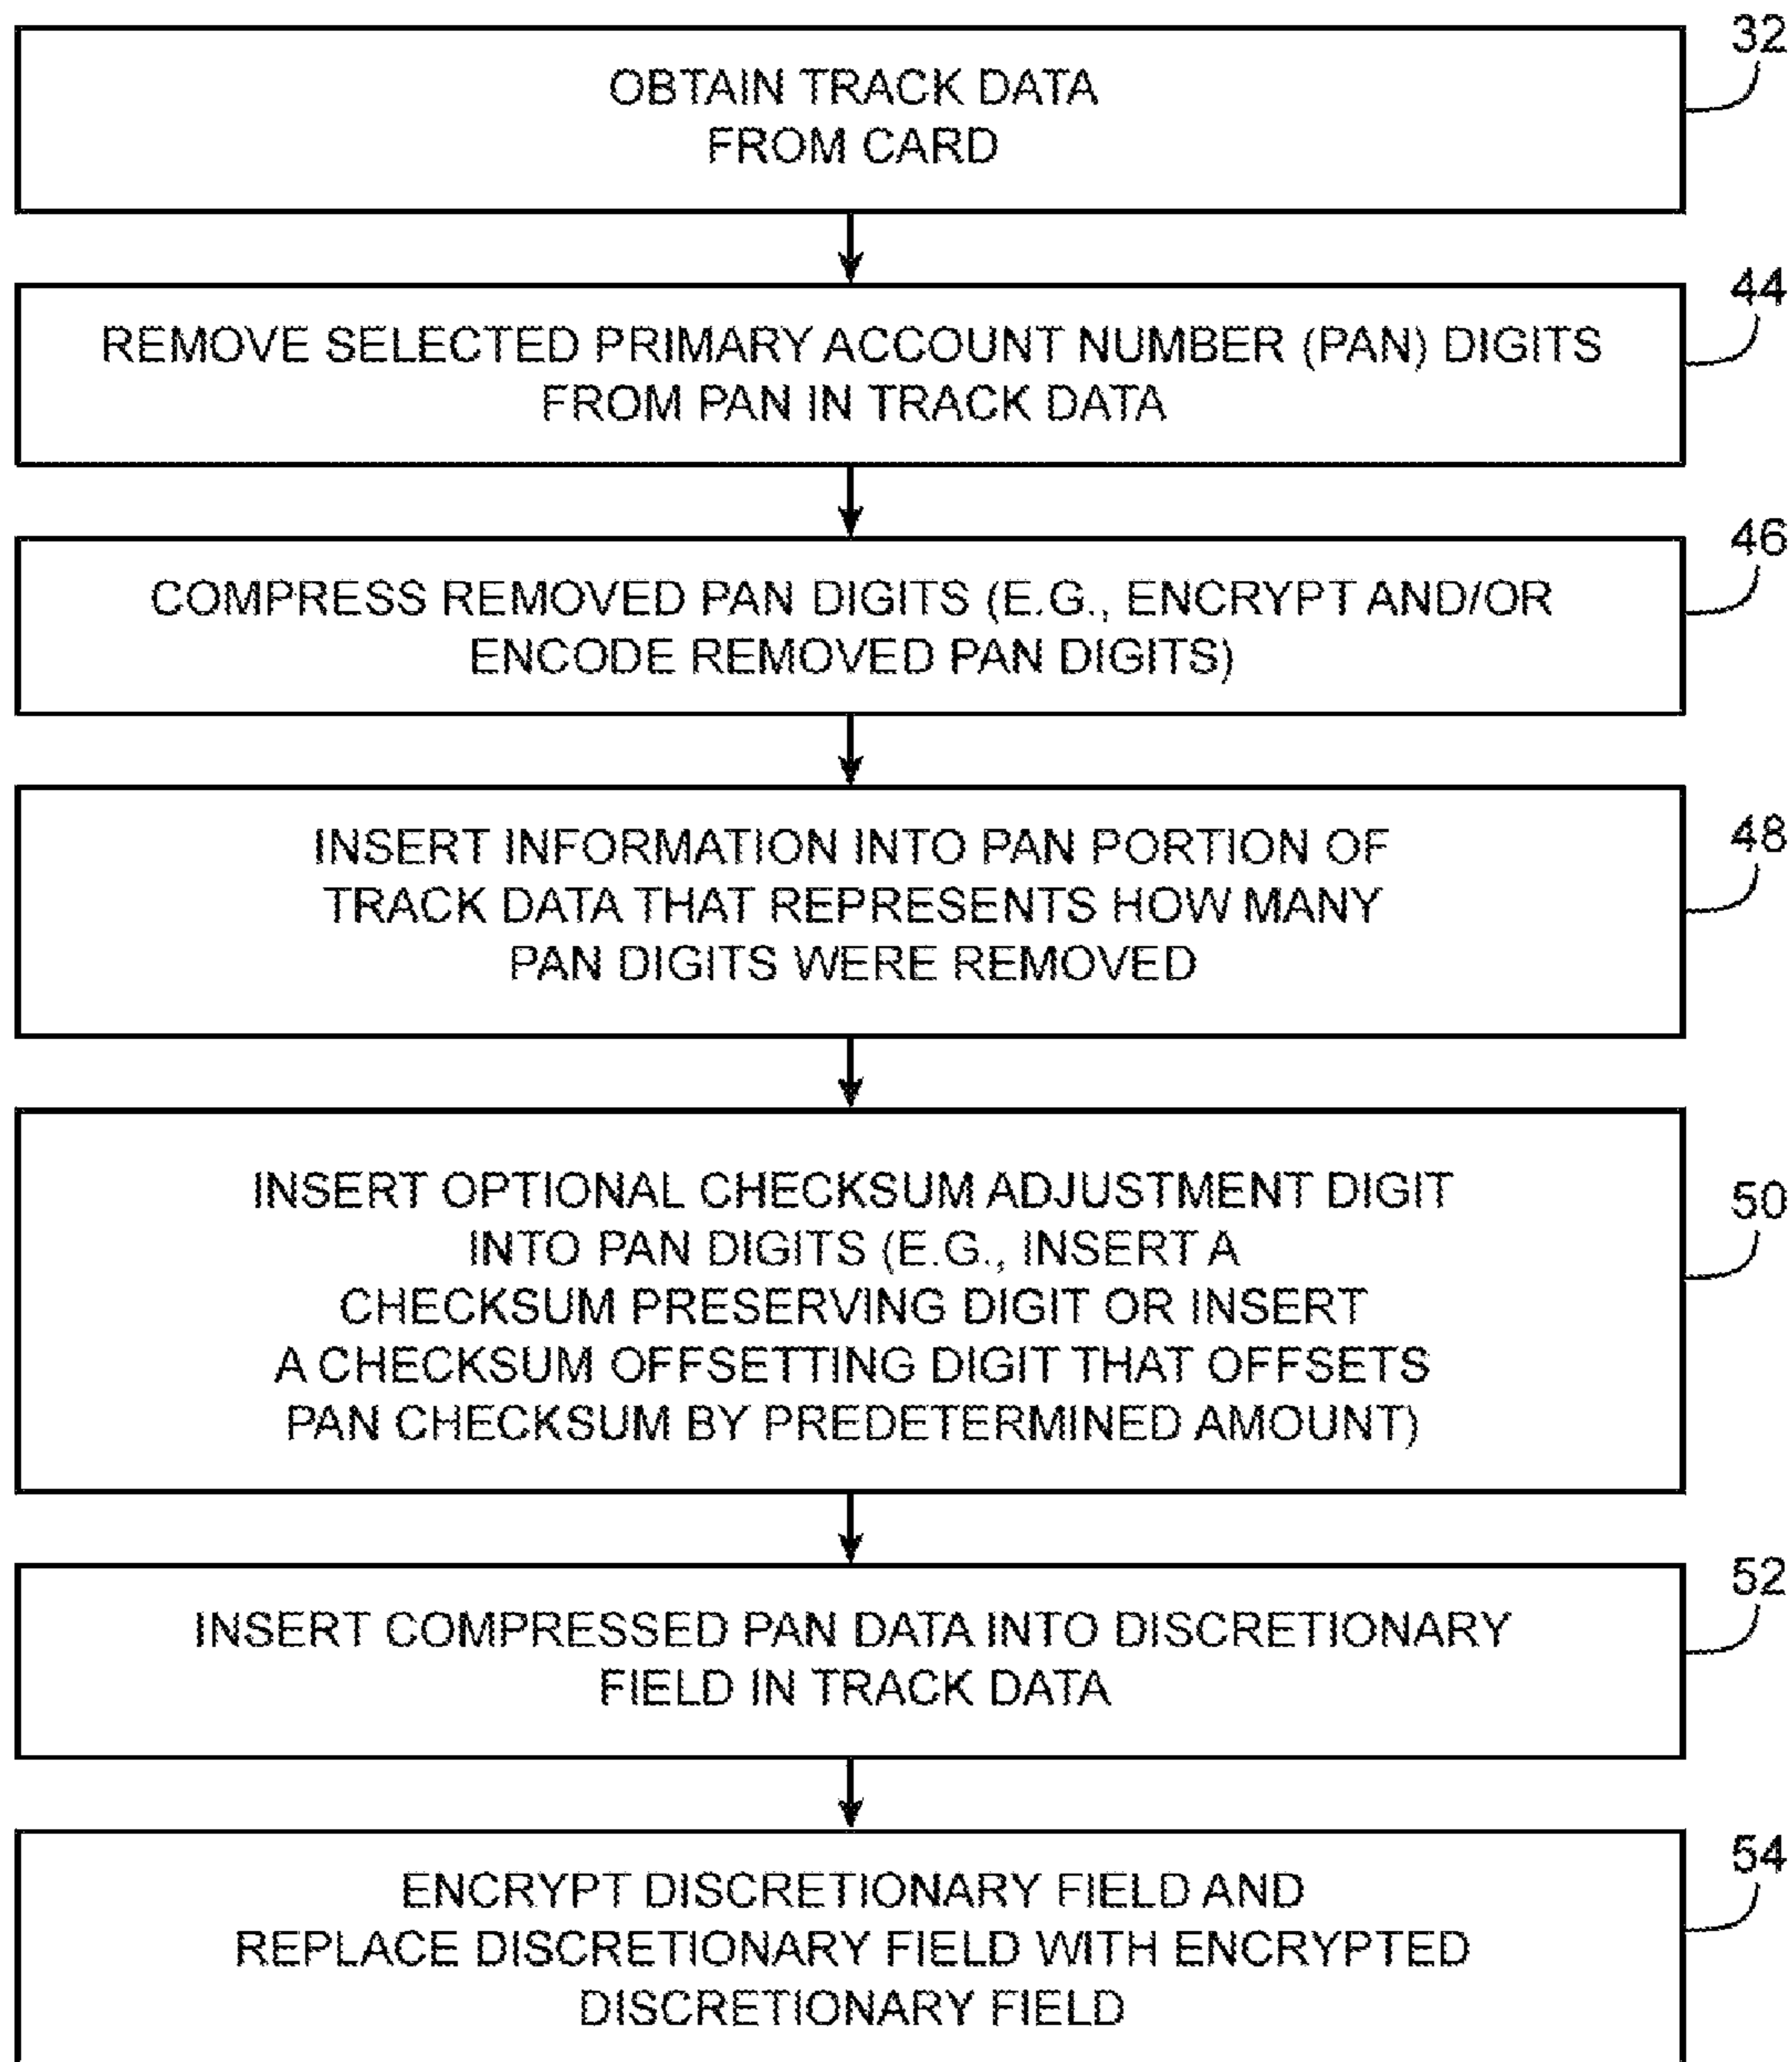 32
OBTAIN TRACK DATA
FROM CARD
44
REMOVE SELECTED PRIMARY ACCOUNT NUMBER (PAN) DIGITS
FROM PAN IN TRACK DATA
46
COMPRESS REMOVED PAN DIGITS (E.G., ENCRYPT AND/OR
ENCODE REMOVED PAN DIGITS)
48
INSERT INFORMATION INTO PAN PORTION OF
TRACK DATA THAT REPRESENTS HOW MANY
PAN DIGITS WERE REMOVED
50
INSERT OPTIONAL CHECKSUM ADJUSTMENT DIGIT
INTO PAN DIGITS (E.G., INSERT A
CHECKSUM PRESERVING DIGIT OR INSERT
A CHECKSUM OFFSETTING DIGIT THAT OFFSETS
PAN CHECKSUM BY PREDETERMINED AMOUNT)
52
INSERT COMPRESSED PAN DATA INTO DISCRETIONARY
FIELD IN TRACK DATA
54
ENCRYPT DISCRETIONARY FIELD AND
REPLACE DISCRETIONARY FIELD WITH ENCRYPTED
DISCRETIONARY FIELD